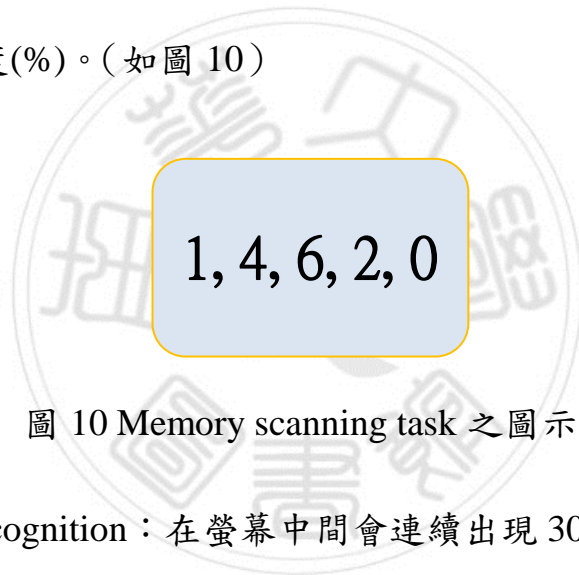 (%)。(如圖 10)
1, 4, 6, 2, 0
圖 10 Memory scanning task 之圖示
cognition：在螢幕中間會連續出現 30